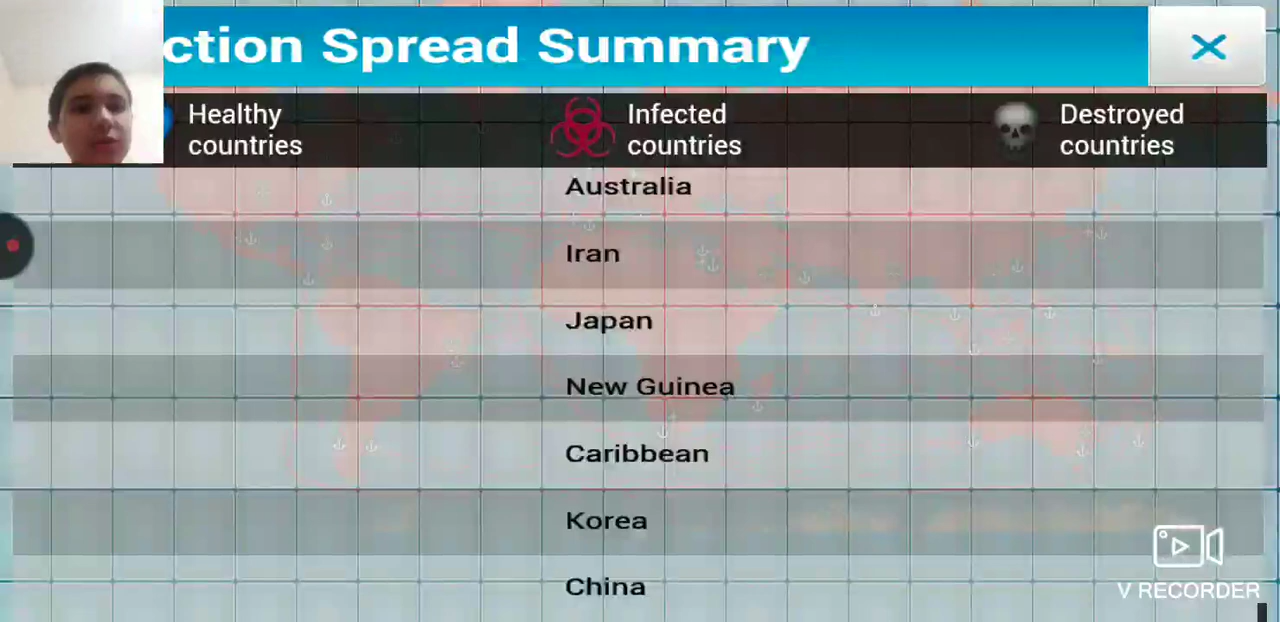 ction Spread Summary
Healthy
countries
Infected
countries
Destroyed
countries
Australia
Iran
Japan
New Guinea
Caribbean
Korea
China
V RECORDER